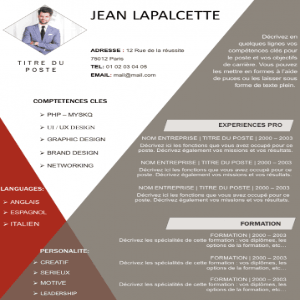 JEAN LAPALCETTE
TITRE DU
POSTE
ADRESSE : 12 Rue de la réussite
75012 Paris
TEL: 01 02 03 04 05
EMAIL: mail@mail.com
Décrivez en
quelques lignes vos
compétences clés pour
le poste et vos objectifs
de carrière. Vous pouvez
les mettre en formes à l'aide
de puces ou les laisser sous
forme de texte plein.
COMPETENCES CLES
➢ PHP – MYSKQ
➢ UI / UX DESIGN
➢ GRAPHIC DESIGN
➢ BRAND DESIGN
➢ NETWORKING
EXPERIENCES PRO
NOM ENTREPRISE | TITRE DU POSTE | 2000 – 2003
Décrivez ici les fonctions que vous avez occupé pour ce
poste. Décrivez également vos missions et vos résultats.
NOM ENTREPRISE | TITRE DU POSTE | 2000 – 2003
Décrivez ici les fonctions que vous avez occupé pour ce
poste. Décrivez également vos missions et vos résultats.
NOM ENTREPRISE | TITRE DU POSTE | 2000 – 2003
Décrivez ici les fonctions que vous avez occupé pour ce
poste. Décrivez également vos missions et vos résultats.
LANGUAGES:
➢ ANGLAIS
➢ ESPAGNOL
➢ ITALIEN
FORMATION
FORMATION | 2000 – 2003
Décrivez les spécialités de cette formation - vos diplômes, les
options de la formation, etc...
FORMATION | 2000 – 2003
Décrivez les spécialités de cette formation - vos diplômes, les
options de la formation, etc...
FORMATION | 2000 – 2003
Décrivez les spécialités de cette formation - vos diplômes, les
options de la formation, etc...
PERSONALITÉ:
➢ CREATIF
➢ SERIEUX
➢ MOTIVÉ
➢ LEADERSHIP